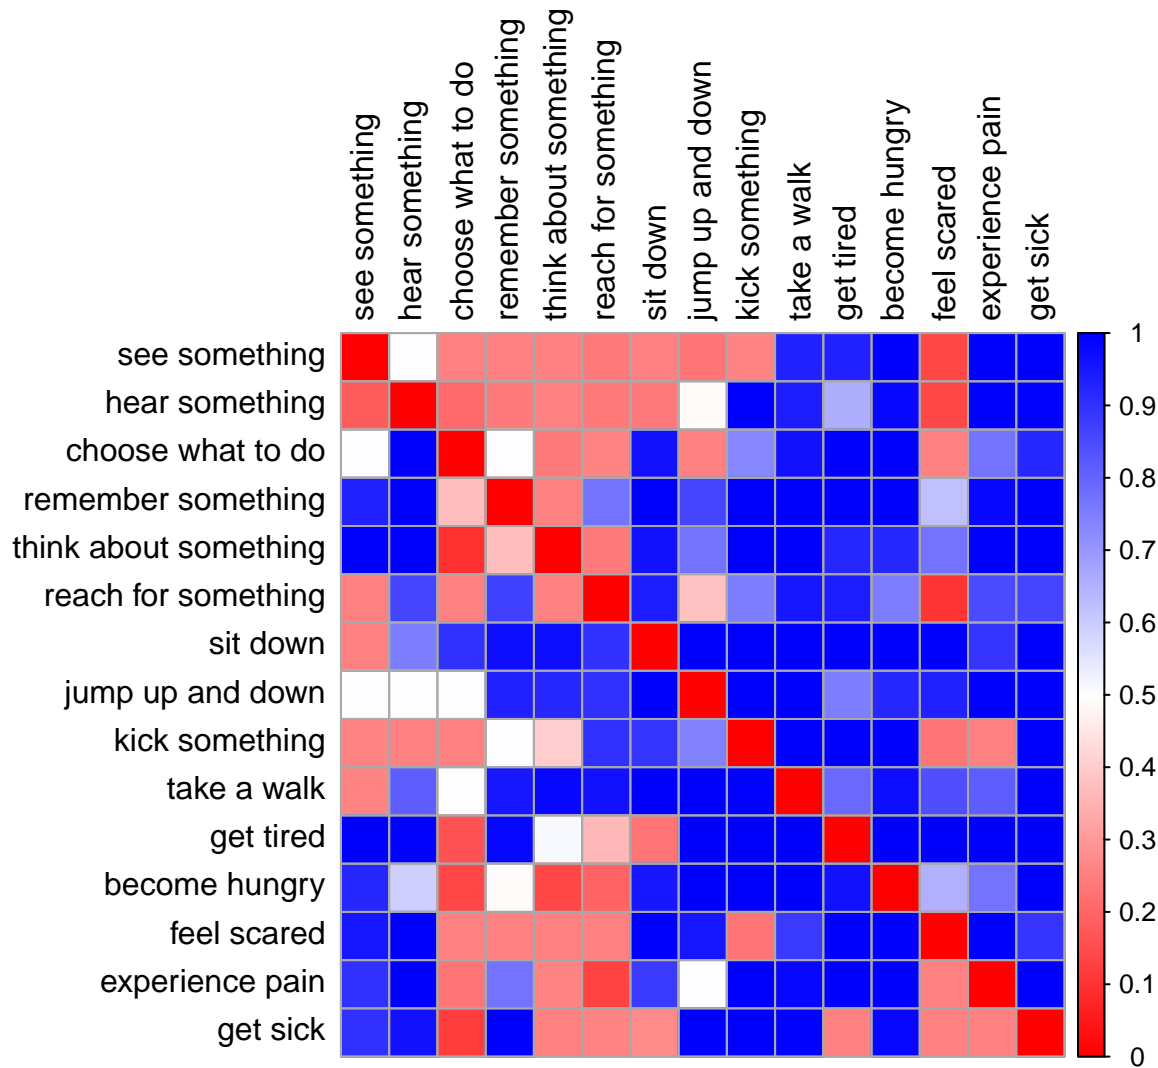 see something
hear something
choose what to do
remember something
think about something
reach for something
sit down
jump up and down
kick something
take a walk
get tired
become hungry
feel scared
experience pain
get sick
see something
hear something
choose what to do
remember something
think about something
reach for something
sit down
jump up and down
kick something
take a walk
get tired
become hungry
feel scared
experience pain
get sick
1
0.9
0.8
0.7
0.6
0.5
0.4
0.3
0.2
0.1
0